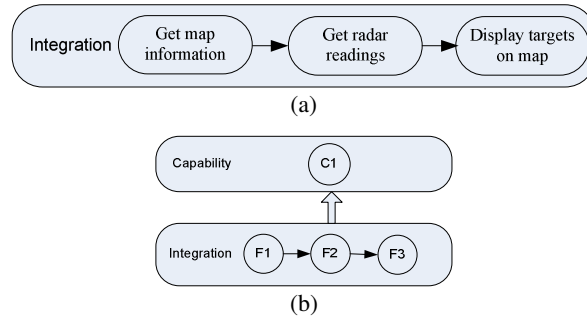 Integration
Get map
information
Get radar
readings
Display targets
on map
(a)
Capability
C1
Integration
F1
F2
F3
(b)